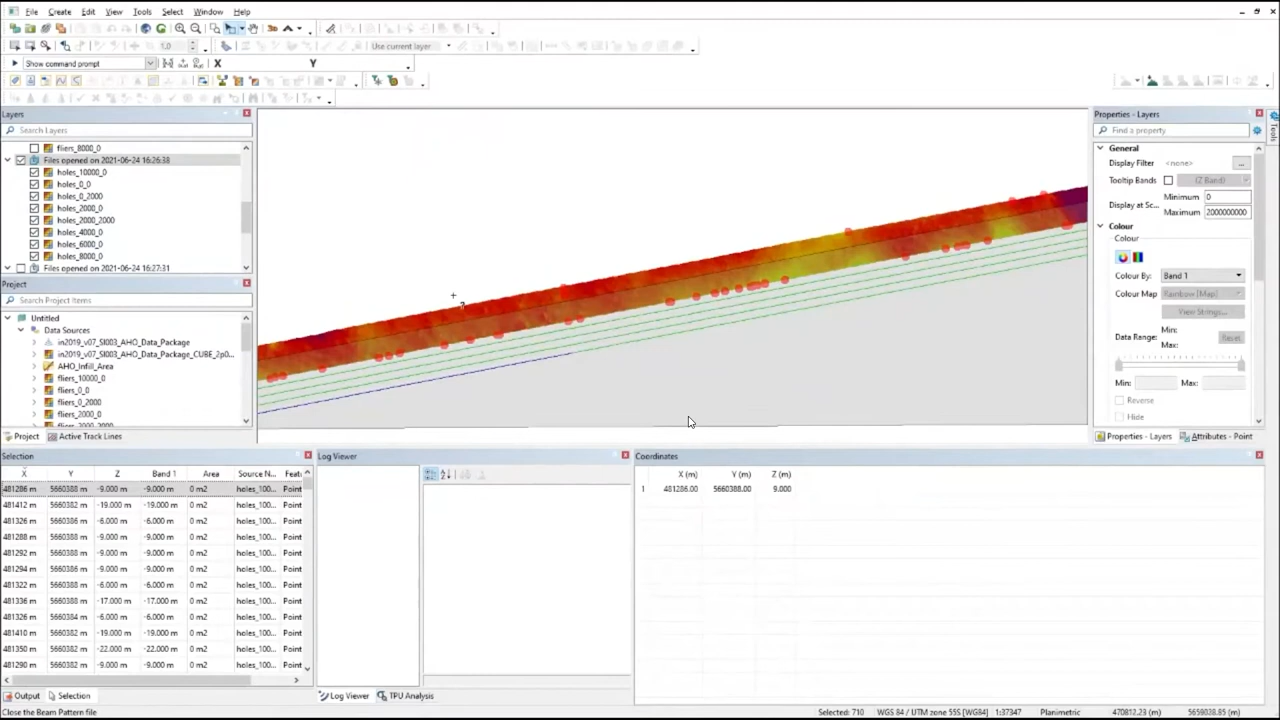 File Create Edit View Tools Select Window Help
1.0 Use current layer
Show command prompt X Y
Layers
Search Layers
fliers_8000_0
Files opened on 2021-06-24 16:26:38
holes_10000_0
holes_0_0
holes_0_2000
holes_2000_0
holes_2000_2000
holes_4000_0
holes_6000_0
holes_8000_0
Files opened on 2021-06-24 16:27:31
Project
Search Project Items
Untitled
Data Sources
in2019_v07_SI003_AHO_Data_Package
in2019_v07_SI003_AHO_Data_Package_CUBE_2p0...
AHO_Infill_Area
fliers_10000_0
fliers_0_0
fliers_0_2000
fliers_2000_0
fliers_2000_2000
Project Active Track Lines
Properties - Layers
Find a property
Tools
General
Display Filter <none> ...
Tooltip Bands (Z Band)
Display at Sc... Minimum 0
Maximum 2000000000
Colour
Colour
Colour By: Band 1
Colour Map Rainbow [Map]
View Strings...
Data Range: Min:
Max: Reset
Min: Max:
Reverse
Hide
Properties - Layers Attributes - Point
Selection
X Y Z Band 1 Area Source N... Featu
481286 m 5660388 m -9.000 m -9.000 m 0 m2 holes_100... Point
481412 m 5660382 m -19.000 m -19.000 m 0 m2 holes_100... Point
481326 m 5660386 m -6.000 m -6.000 m 0 m2 holes_100... Point
481288 m 5660388 m -9.000 m -9.000 m 0 m2 holes_100... Point
481292 m 5660388 m -9.000 m -9.000 m 0 m2 holes_100... Point
481294 m 5660386 m -9.000 m -9.000 m 0 m2 holes_100... Point
481322 m 5660388 m -6.000 m -6.000 m 0 m2 holes_100... Point
481336 m 5660388 m -17.000 m -17.000 m 0 m2 holes_100... Point
481326 m 5660384 m -6.000 m -6.000 m 0 m2 holes_100... Point
481410 m 5660382 m -19.000 m -19.000 m 0 m2 holes_100... Point
481350 m 5660382 m -22.000 m -22.000 m 0 m2 holes_100... Point
481290 m 5660388 m -9.000 m -9.000 m 0 m2 holes_100... Point
Output Selection
Log Viewer
Log Viewer TPU Analysis
Coordinates
X (m) Y (m) Z (m)
1 481286.00 5660388.00 9.000
Close the Beam Pattern file
Selected: 710 WGS 84 / UTM zone 55S [WG84] 1:37347 Planimetric 470812.23 (m) 5659038.85 (m)